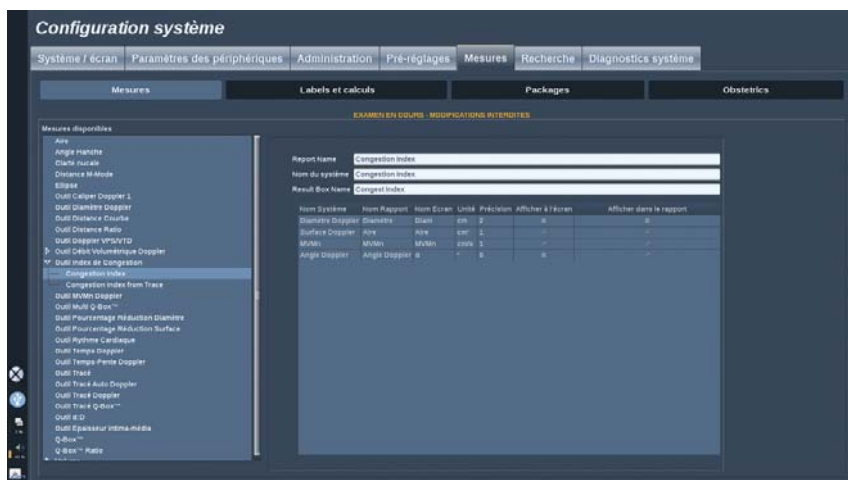 Configuration système
Système / écran Paramètres des périphériques Administration Pré-réglages Mesures Recherche Diagnostics système
Mesures Labels et calculs Packages Obstetrics
EXAMEN EN COURS - MODIFICATIONS INTERDITES
Mesures disponibles
Aire
Angle Hanche
Clarté nucale
Distance M-Mode
Ellipse
Outil Caliper Doppler 1
Outil Diamètre Doppler
Outil Distance Courbe
Outil Distance Ratio
Outil Doppler VPS/VTD
Outil Débit Volumétrique Doppler
Outil Index de Congestion
Congestion Index
Congestion Index from Trace
Outil MVMn Doppler
Outil Multi Q-Box™
Outil Pourcentage Réduction Diamètre
Outil Pourcentage Réduction Surface
Outil Rythme Cardiaque
Outil Temps Doppler
Outil Temps-Pente Doppler
Outil Tracé
Outil Tracé Auto Doppler
Outil Tracé Doppler
Outil Tracé Q-Box™
Outil d:D
Outil Epaisseur Intima-média
Q-Box™
Q-Box™ Ratio
Report Name Congestion Index
Nom du système Congestion Index
Result Box Name Congest Index
Nom Système Nom Rapport Nom Ecran Unité Précision Afficher à l'écran Afficher dans le rapport
Diamètre Doppler Diamètre Diam cm 2
Surface Doppler Aire Aire cm² 1
MVMn MVMn MVMn cm/s 1
Angle Doppler Angle Doppler α ° 0